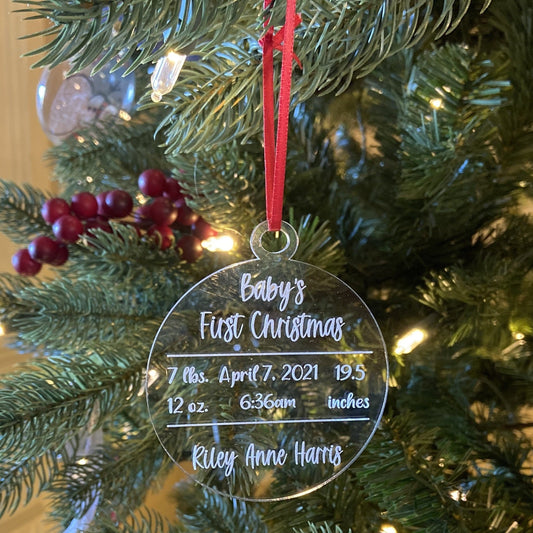 Baby's
First Christmas
7 lbs. April 7, 2021 19.5
12 oz. 6:36am inches
Riley Anne Harris